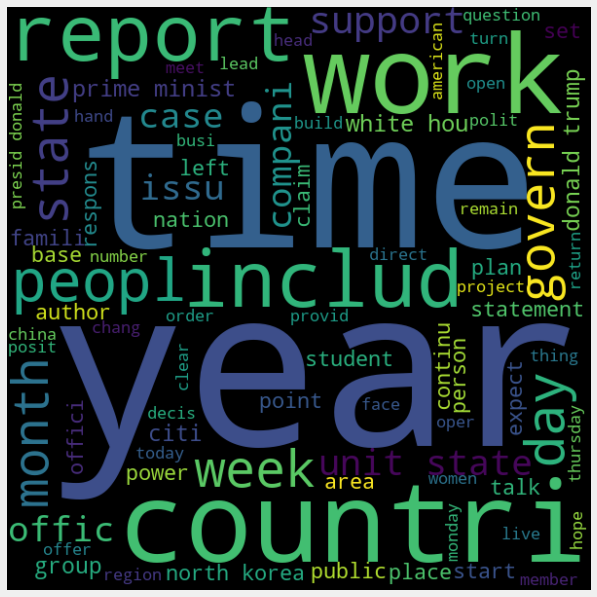 report
support
question
set
turn
head
lead
meet
work
american
open
presid donald
state
prime minist
hand
case
compani
build
white hou
polit
donald trump
time
busi
left
issu
nation
claim
respons
govern
remain
return
famili
base
number
direct
plan
project
peopl
includ
author
order
provid
statement
china
posit
chang
year
clear
student
continu
person
thing
expect
day
thursday
month
offici
decis
citi
point
face
oper
today
power
week
unit state
area
women
talk
offic
countri
offer
group
region
north korea
public
place
monday
start
live
hope
member